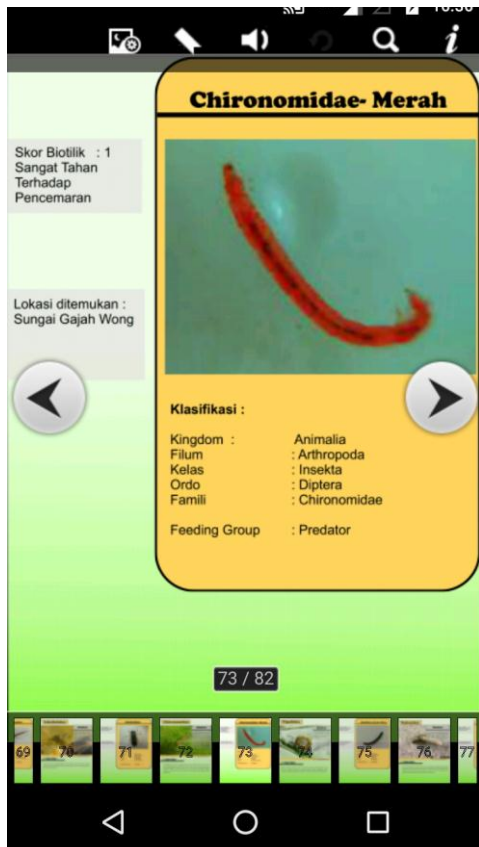 Chironomidae- Merah
Skor Biotilik : 1
Sangat Tahan
Terhadap
Pencemaran
Lokasi ditemukan :
Sungai Gajah Wong
Klasifikasi :
Kingdom : Animalia
Filum : Arthropoda
Kelas : Insekta
Ordo : Diptera
Famili : Chironomidae
Feeding Group : Predator
73 / 82
69 70 71 72 73 74 75 76 77